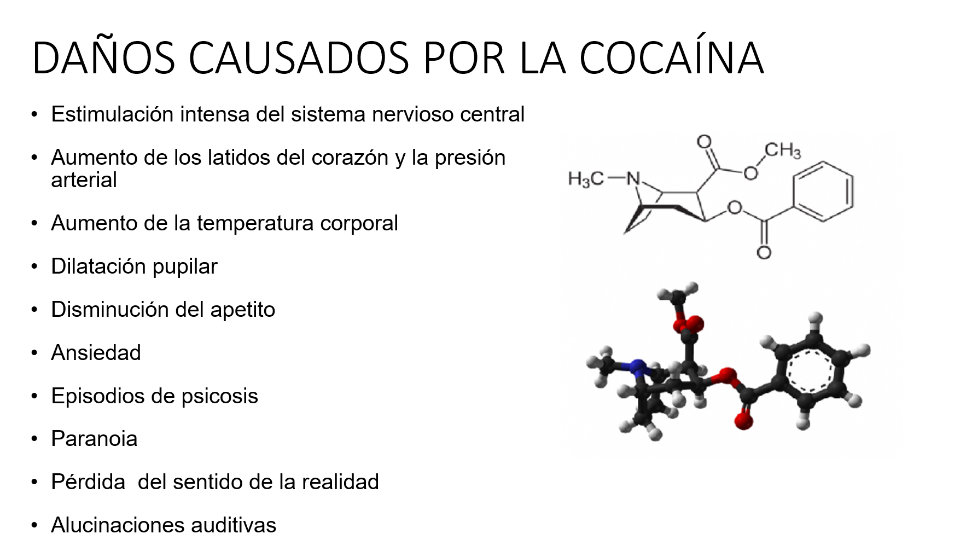 DAÑOS CAUSADOS POR LA COCAÍNA
• Estimulación intensa del sistema nervioso central
• Aumento de los latidos del corazón y la presión
arterial
• Aumento de la temperatura corporal
• Dilatación pupilar
• Disminución del apetito
• Ansiedad
• Episodios de psicosis
• Paranoia
• Pérdida  del sentido de la realidad
• Alucinaciones auditivas
O
CH₃
H₃C N
O
O
O